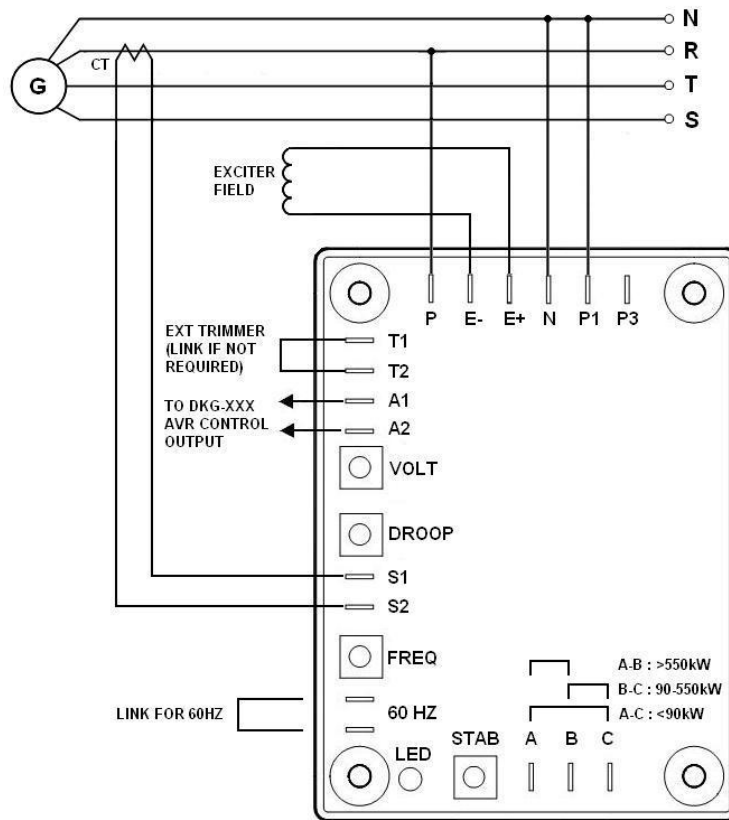 N
R
CT
G
T
S
EXCITER
FIELD
P E- E+ N P1 P3
EXT TRIMMER
(LINK IF NOT
REQUIRED)
T1
T2
TO DKG-XXX
AVR CONTROL
OUTPUT
A1
A2
VOLT
DROOP
S1
S2
FREQ
LINK FOR 60HZ
60 HZ
A-B : >550kW
B-C : 90-550kW
A-C : <90kW
LED
STAB
A B C